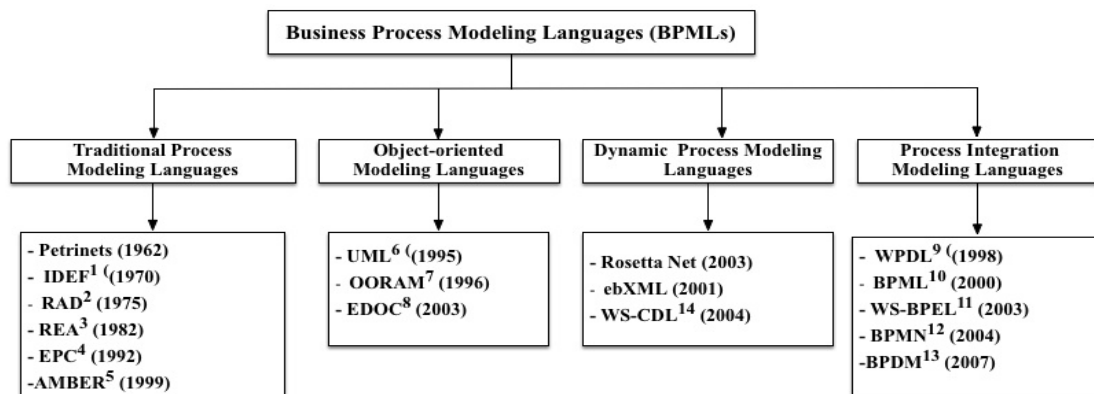 Business Process Modeling Languages (BPMLs)
Traditional Process
Modeling Languages
Object-oriented
Modeling Languages
Dynamic Process Modeling
Languages
Process Integration
Modeling Languages
- Petrinets (1962)
- IDEF¹ ⁽(1970)
- RAD² (1975)
- REA³ (1982)
- EPC⁴ (1992)
-AMBER⁵ (1999)
- UML⁶ ⁽(1995)
- OORAM⁷ (1996)
- EDOC⁸ (2003)
- Rosetta Net (2003)
- ebXML (2001)
- WS-CDL¹⁴ (2004)
- WPDL⁹ ⁽(1998)
- BPML¹⁰ (2000)
- WS-BPEL¹¹ (2003)
- BPMN¹² (2004)
-BPDM¹³ (2007)